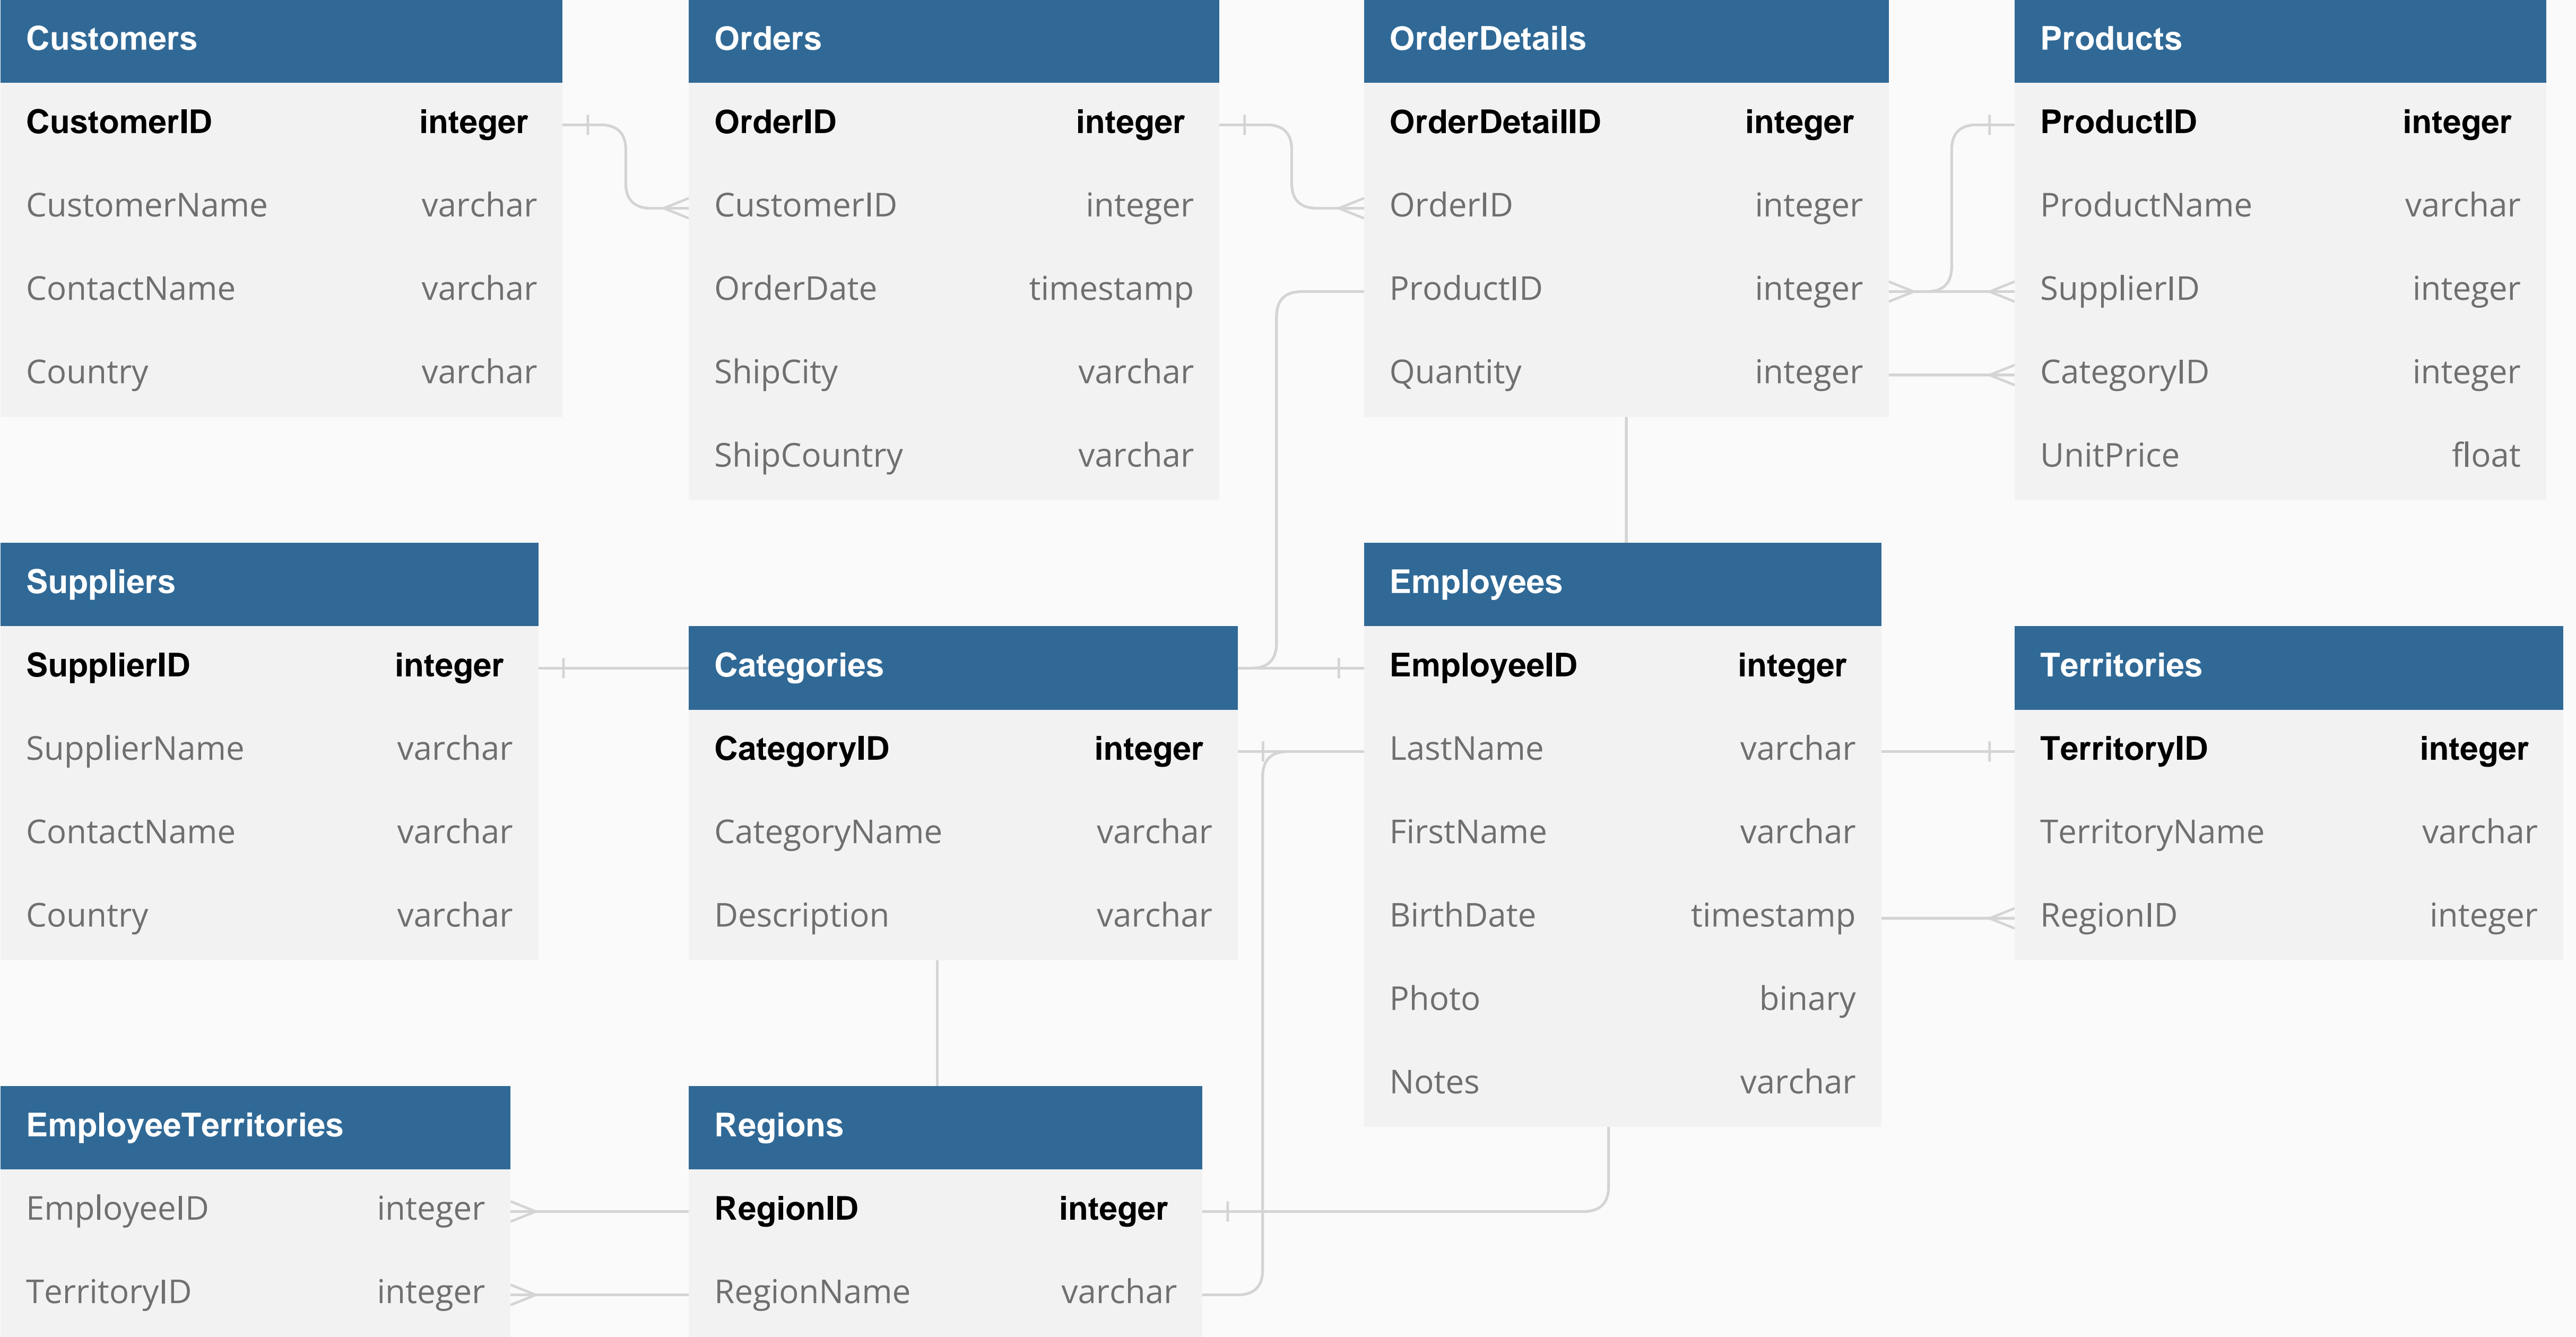 Customers
CustomerID integer
CustomerName varchar
ContactName varchar
Country varchar
Orders
OrderID integer
CustomerID integer
OrderDate timestamp
ShipCity varchar
ShipCountry varchar
OrderDetails
OrderDetailID integer
OrderID integer
ProductID integer
Quantity integer
Products
ProductID integer
ProductName varchar
SupplierID integer
CategoryID integer
UnitPrice float
Suppliers
SupplierID integer
SupplierName varchar
ContactName varchar
Country varchar
Categories
CategoryID integer
CategoryName varchar
Description varchar
Employees
EmployeeID integer
LastName varchar
FirstName varchar
BirthDate timestamp
Photo binary
Notes varchar
Territories
TerritoryID integer
TerritoryName varchar
RegionID integer
EmployeeTerritories
EmployeeID integer
TerritoryID integer
Regions
RegionID integer
RegionName varchar